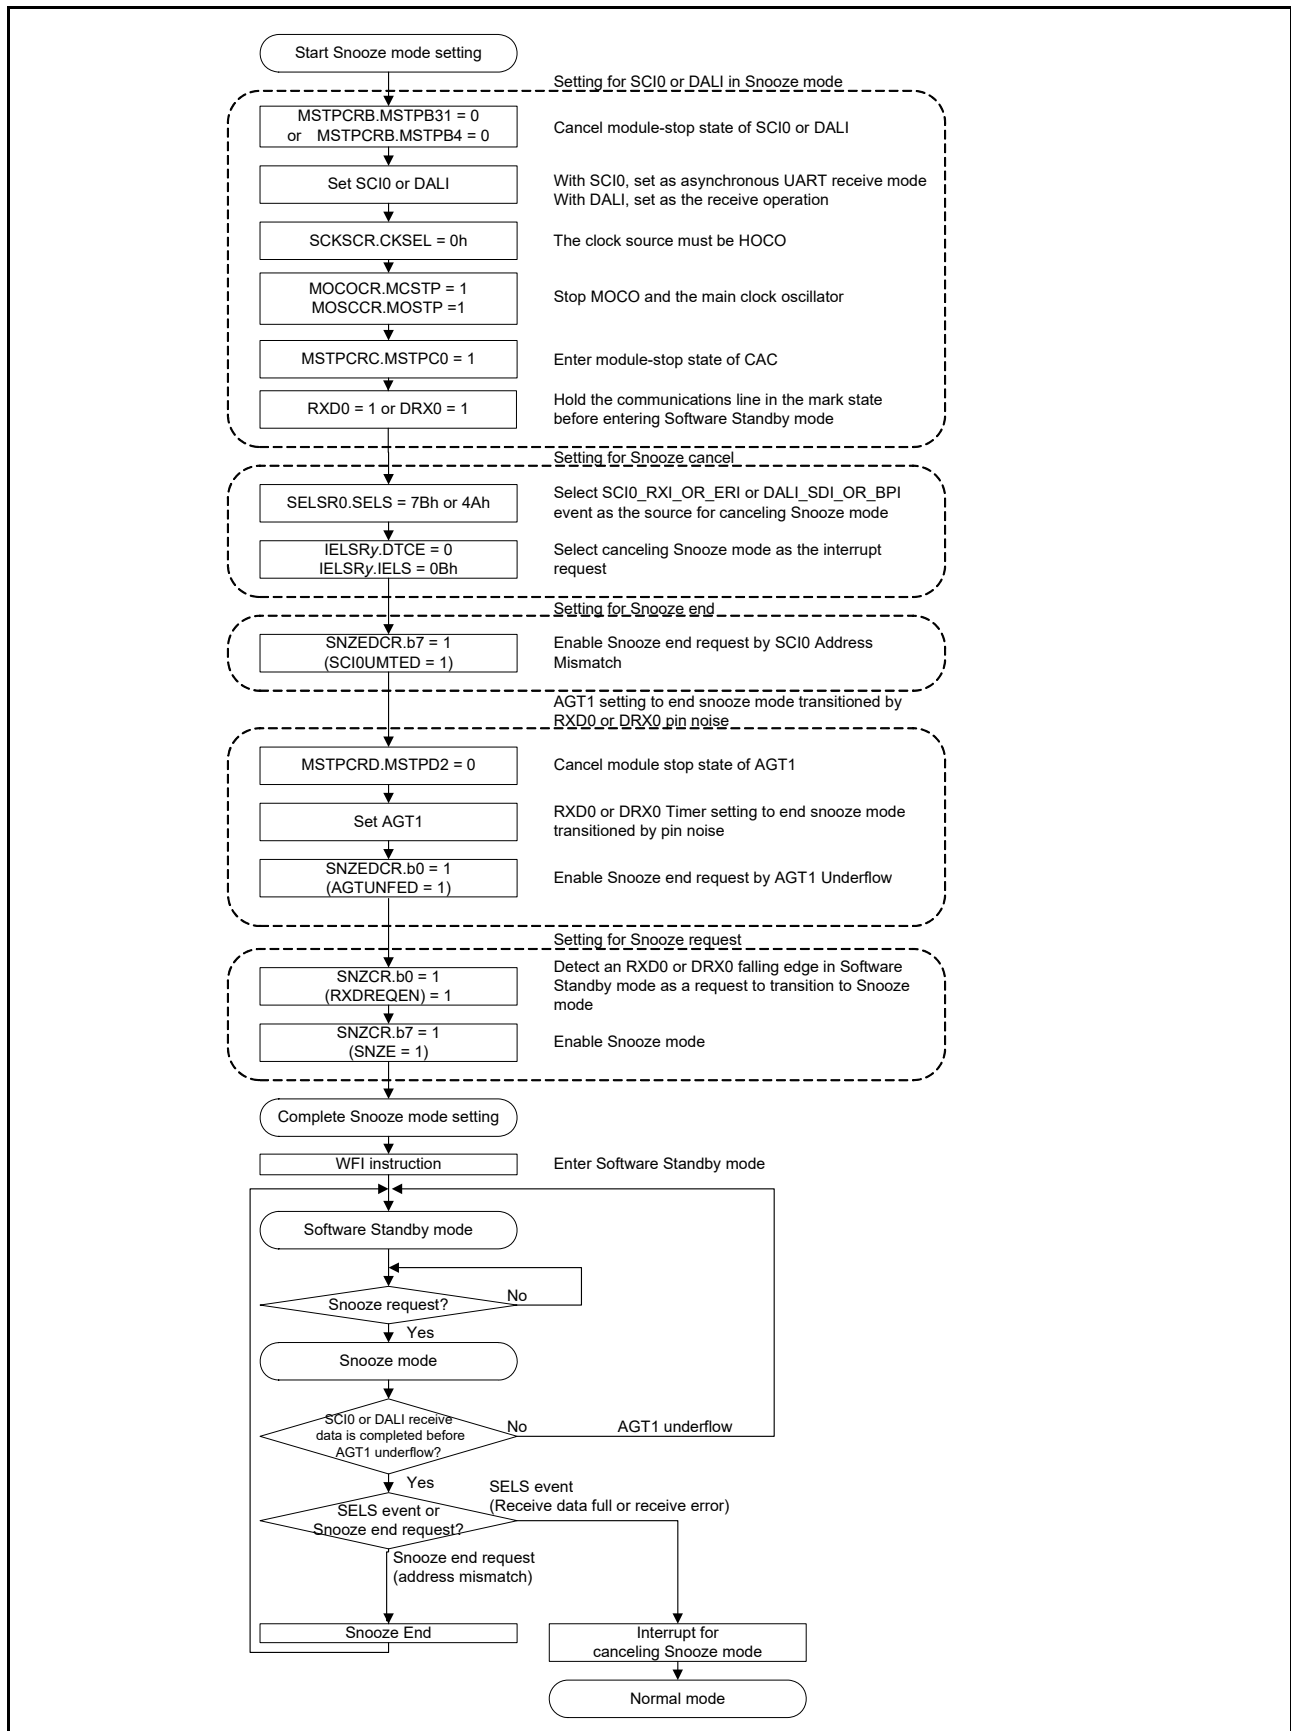 Start Snooze mode setting
Setting for SCI0 or DALI in Snooze mode
MSTPCRB.MSTPB31 = 0
or MSTPCRB.MSTPB4 = 0
Cancel module-stop state of SCI0 or DALI
Set SCI0 or DALI
With SCI0, set as asynchronous UART receive mode
With DALI, set as the receive operation
SCKSCR.CKSEL = 0h
The clock source must be HOCO
MOCOCR.MCSTP = 1
MOSCCR.MOSTP =1
Stop MOCO and the main clock oscillator
MSTPCRC.MSTPC0 = 1
Enter module-stop state of CAC
RXD0 = 1 or DRX0 = 1
Hold the communications line in the mark state
before entering Software Standby mode
Setting for Snooze cancel
SELSR0.SELS = 7Bh or 4Ah
Select SCI0_RXI_OR_ERI or DALI_SDI_OR_BPI
event as the source for canceling Snooze mode
IELSRy.DTCE = 0
IELSRy.IELS = 0Bh
Select canceling Snooze mode as the interrupt
request
Setting for Snooze end
SNZEDCR.b7 = 1
(SCI0UMTED = 1)
Enable Snooze end request by SCI0 Address
Mismatch
AGT1 setting to end snooze mode transitioned by
RXD0 or DRX0 pin noise
MSTPCRD.MSTPD2 = 0
Cancel module stop state of AGT1
Set AGT1
RXD0 or DRX0 Timer setting to end snooze mode
transitioned by pin noise
SNZEDCR.b0 = 1
(AGTUNFED = 1)
Enable Snooze end request by AGT1 Underflow
Setting for Snooze request
SNZCR.b0 = 1
(RXDREQEN) = 1
Detect an RXD0 or DRX0 falling edge in Software
Standby mode as a request to transition to Snooze
mode
SNZCR.b7 = 1
(SNZE = 1)
Enable Snooze mode
Complete Snooze mode setting
WFI instruction
Enter Software Standby mode
Software Standby mode
Snooze request?
No
Yes
Snooze mode
SCI0 or DALI receive
data is completed before
AGT1 underflow?
No
AGT1 underflow
Yes
SELS event
(Receive data full or receive error)
SELS event or
Snooze end request?
Snooze end request
(address mismatch)
Snooze End
Interrupt for
canceling Snooze mode
Normal mode